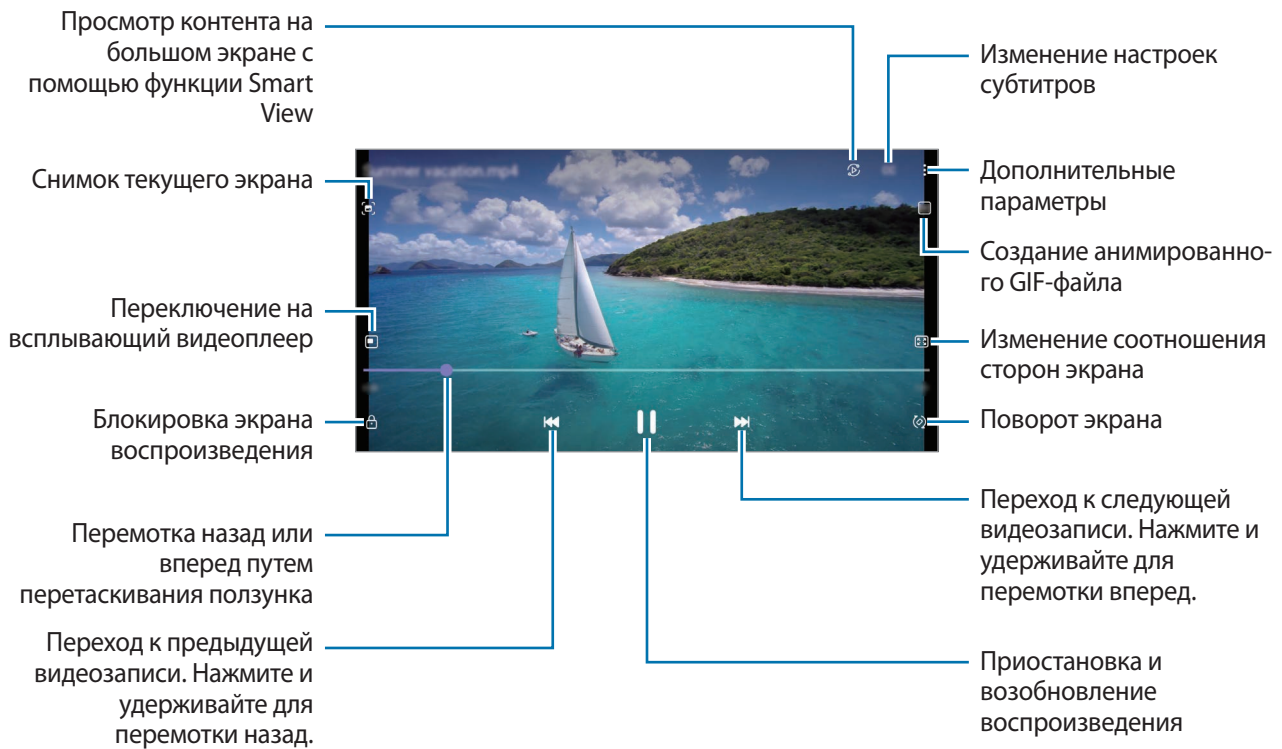 Просмотр контента на
большом экране с
помощью функции Smart
View
Снимок текущего экрана
Переключение на
всплывающий видеоплеер
Блокировка экрана
воспроизведения
Перемотка назад или
вперед путем
перетаскивания ползунка
Переход к предыдущей
видеозаписи. Нажмите и
удерживайте для
перемотки назад.
summer vacation.mp4
Изменение настроек
субтитров
Дополнительные
параметры
Создание анимированно-
го GIF-файла
Изменение соотношения
сторон экрана
Поворот экрана
Переход к следующей
видеозаписи. Нажмите и
удерживайте для
перемотки вперед.
Приостановка и
возобновление
воспроизведения